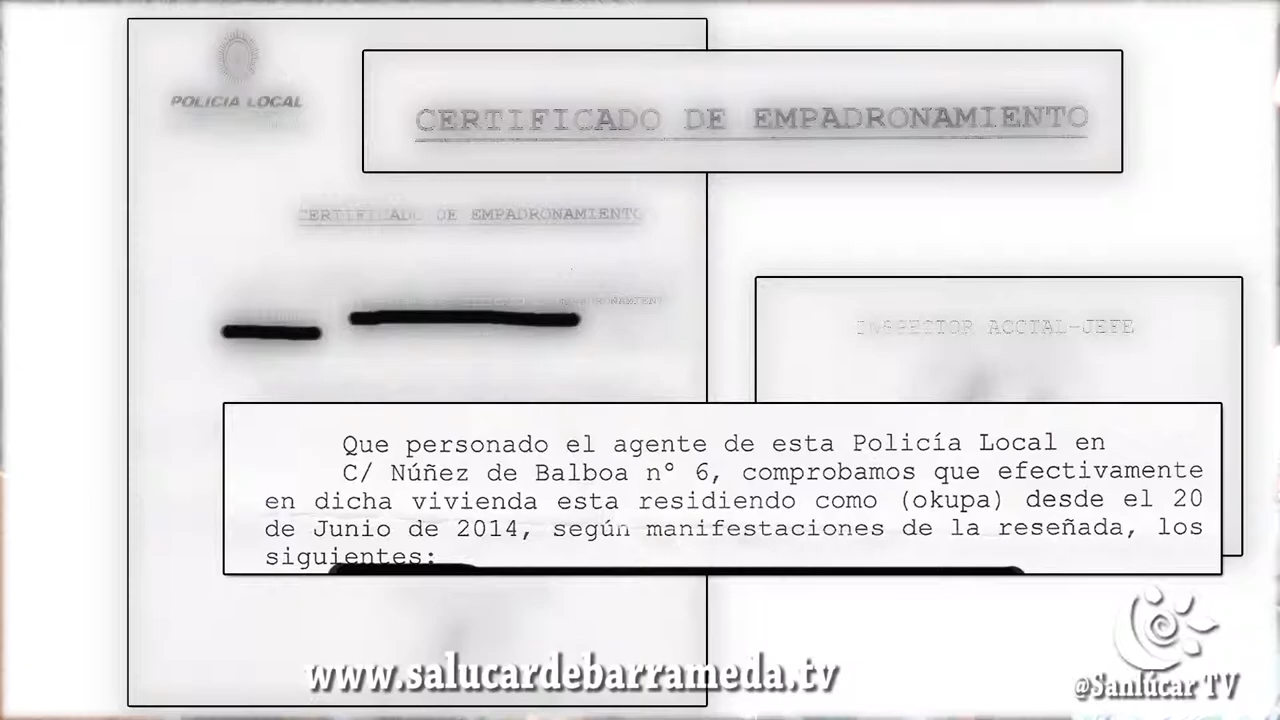 POLICIA LOCAL
CERTIFICADO DE EMPADRONAMIENTO
CERTIFICADO DE EMPADRONAMIENTO
INSPECTOR ACCTAL-JEFE
Que personado el agente de esta Policía Local en
C/ Núñez de Balboa nº 6, comprobamos que efectivamente
en dicha vivienda esta residiendo como (okupa) desde el 20
de Junio de 2014, según manifestaciones de la reseñada, los
siguientes:
www.salucardebarrameda.tv
@Sanlúcar TV